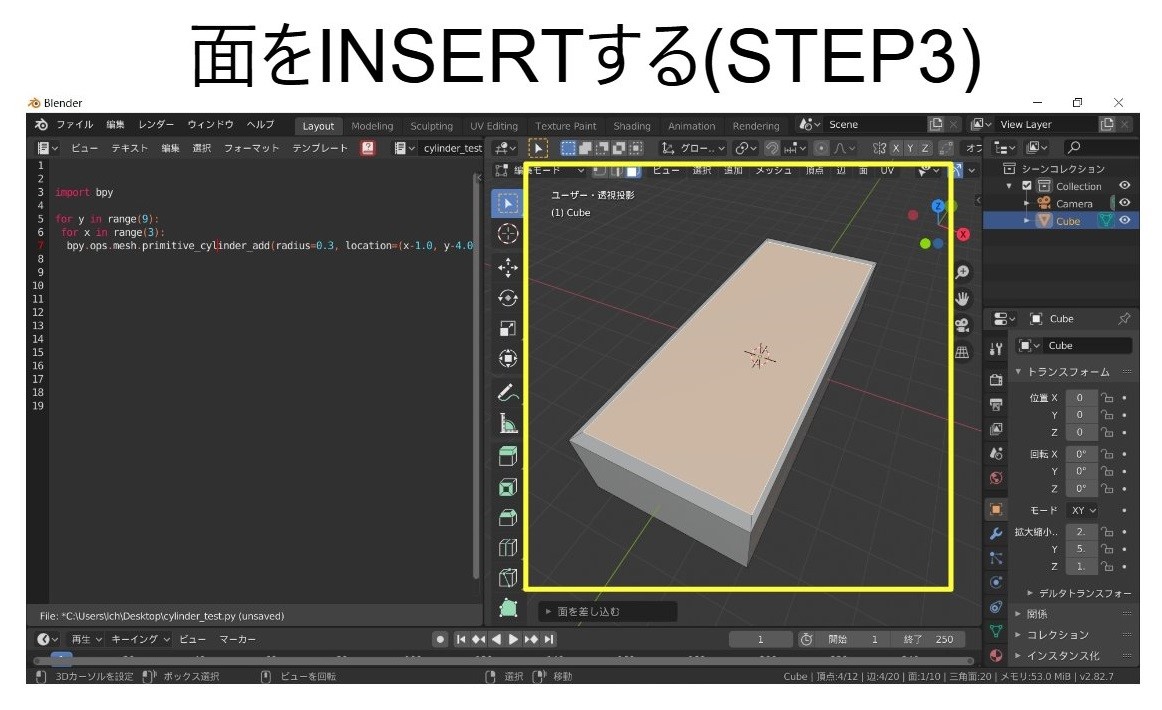 面をINSERTする(STEP3)
Blender
ファイル 編集 レンダー ウィンドウ ヘルプ Layout Modeling Sculpting UV Editing Texture Paint Shading Animation Rendering Scene View Layer
ビュー テキスト 編集 選択 フォーマット テンプレート cylinder_test グロー.. オプ
編集モード ビュー 選択 追加 メッシュ 頂点 辺 面 UV
1
2
3 import bpy
4
5 for y in range(9):
6 for x in range(3):
7 bpy.ops.mesh.primitive_cylinder_add(radius=0.3, location=(x-1.0, y-4.0
8
9
10
11
12
13
14
15
16
17
18
19
File: *C:\Users\Ich\Desktop\cylinder_test.py (unsaved)
ユーザー・透視投影
(1) Cube
Z
X
X Y Z
面を差し込む
シーンコレクション
Collection
Camera
Cube
Cube
Cube
トランスフォーム
位置 X 0
Y 0
Z 0
回転 X 0°
Y 0°
Z 0°
モード XY
拡大縮小.. 2.
Y 5.
Z 1.
デルタトランスフォー
関係
コレクション
インスタンス化
再生 キーイング ビュー マーカー 1 開始 1 終了 250
3Dカーソルを設定 ボックス選択 ビューを回転 選択 移動 Cube | 頂点:4/12 | 辺:4/20 | 面:1/10 | 三角面:20 | メモリ:53.0 MiB | v2.82.7